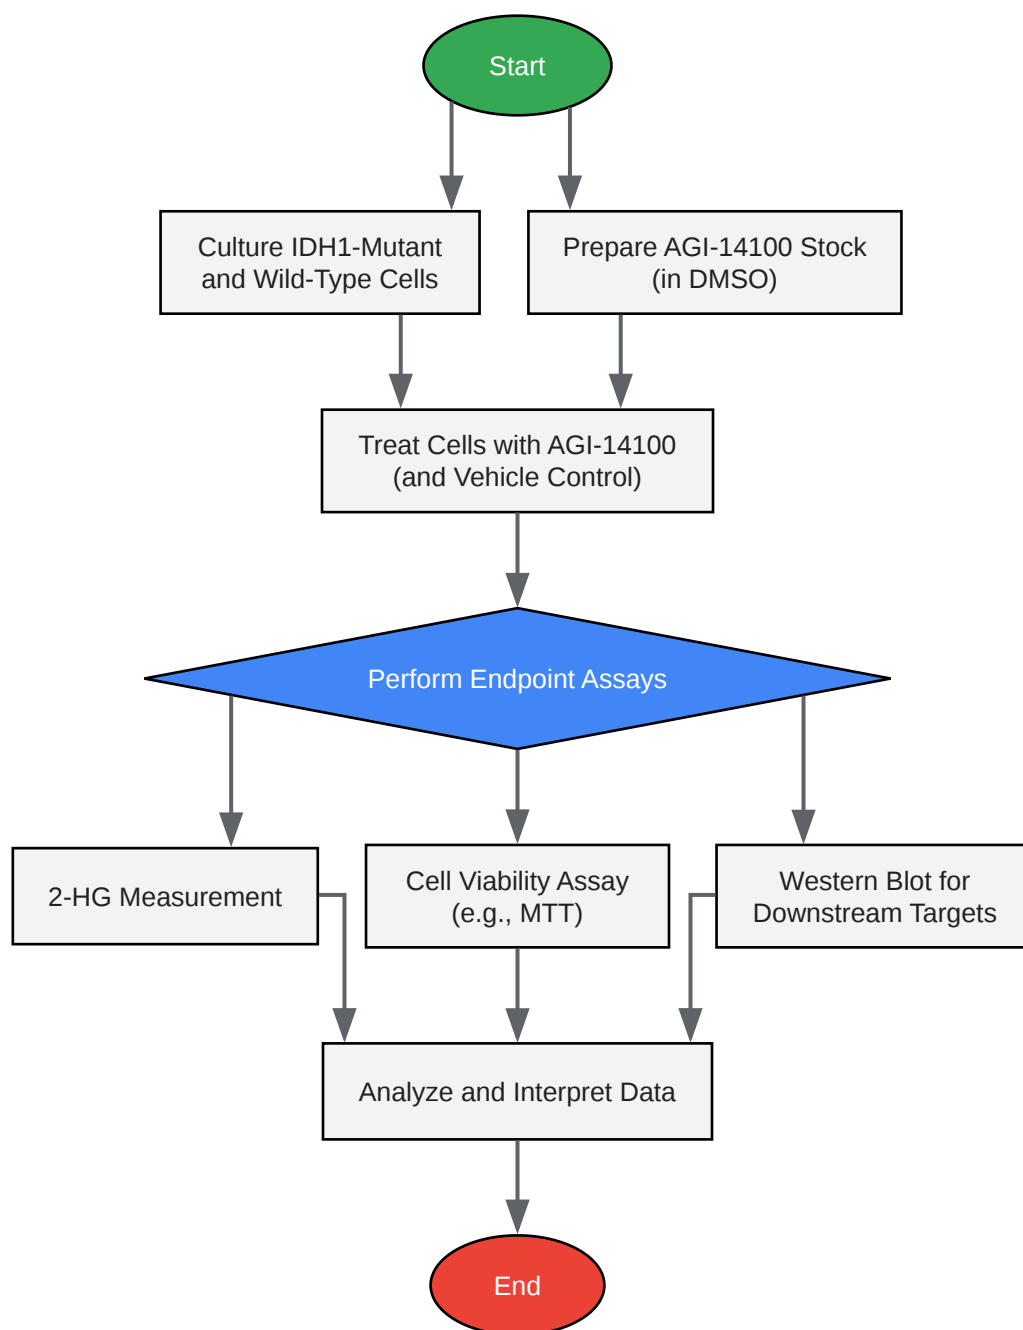 Start
Culture IDH1-Mutant
and Wild-Type Cells
Prepare AGI-14100 Stock
(in DMSO)
Treat Cells with AGI-14100
(and Vehicle Control)
Perform Endpoint Assays
2-HG Measurement
Cell Viability Assay
(e.g., MTT)
Western Blot for
Downstream Targets
Analyze and Interpret Data
End